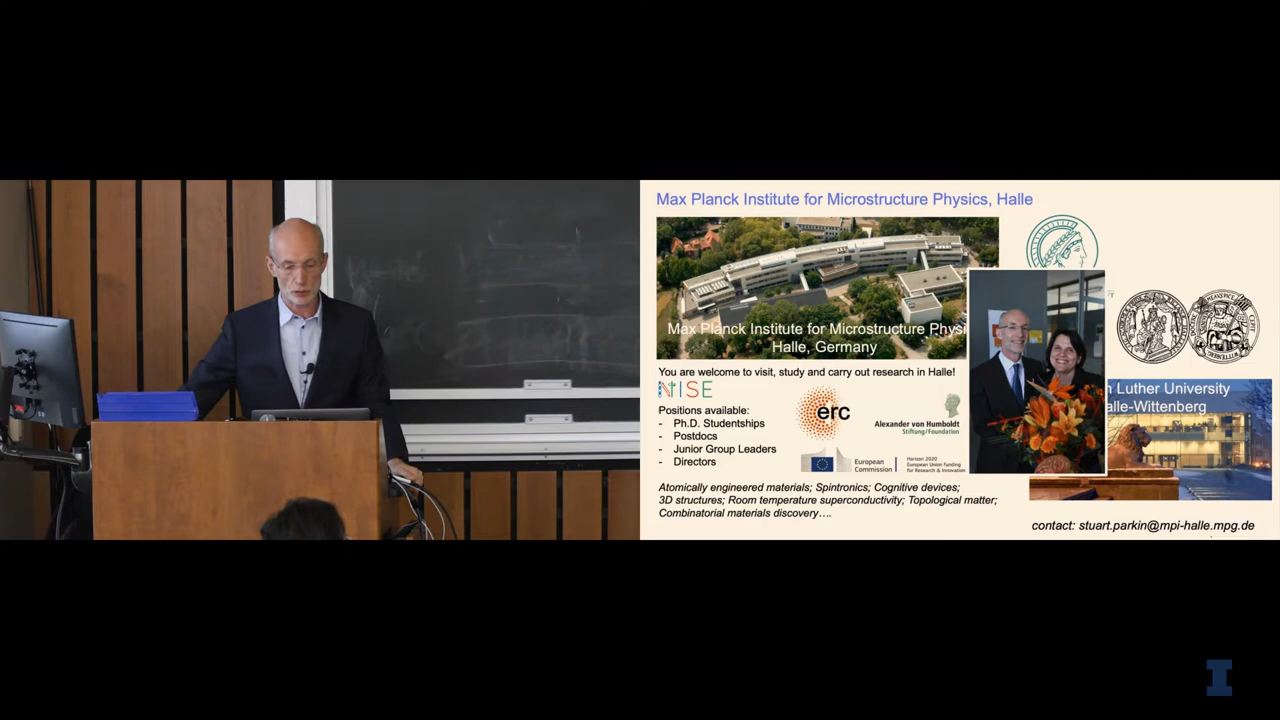 Max Planck Institute for Microstructure Physics, Halle
Max Planck Institute for Microstructure Physi
Halle, Germany
You are welcome to visit, study and carry out research in Halle!
NISE
Positions available:
- Ph.D. Studentships
- Postdocs
- Junior Group Leaders
- Directors
erc
Alexander von Humboldt
Stiftung/Foundation
European
Commission
Horizon 2020
European Union Funding
for Research & Innovation
n Luther University
alle-Wittenberg
Atomically engineered materials; Spintronics; Cognitive devices;
3D structures; Room temperature superconductivity; Topological matter;
Combinatorial materials discovery....
contact: stuart.parkin@mpi-halle.mpg.de
I